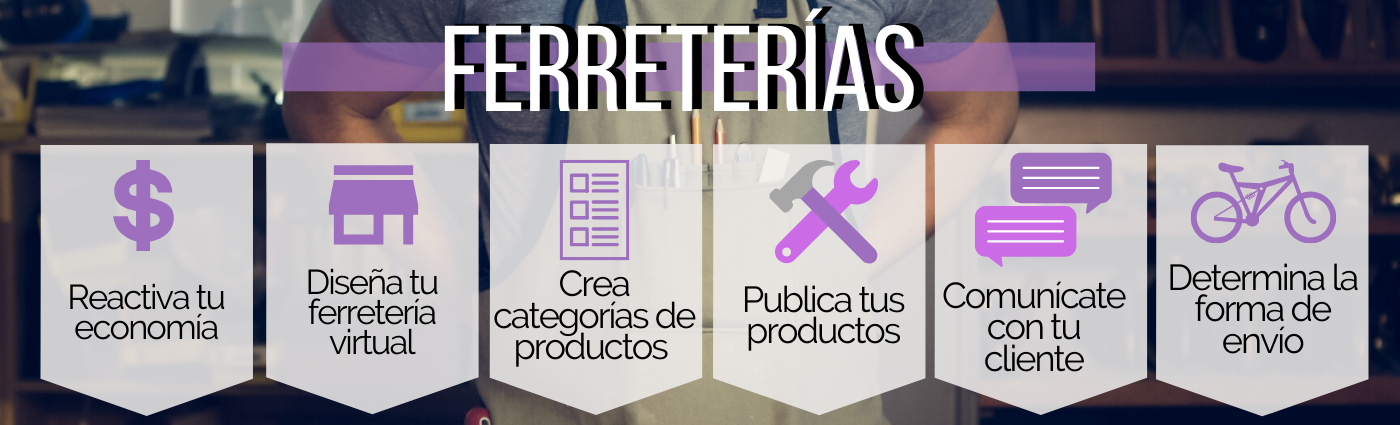 FERRETERÍAS
Reactiva tu
economía
Diseña tu
ferretería
virtual
Crea
categorías de
productos
Publica tus
productos
Comunícate
con tu
cliente
Determina la
forma de
envío